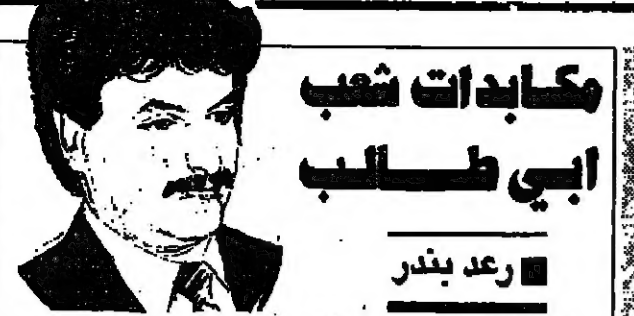 مكابدات شعب
ابي طالب
رعد بندر